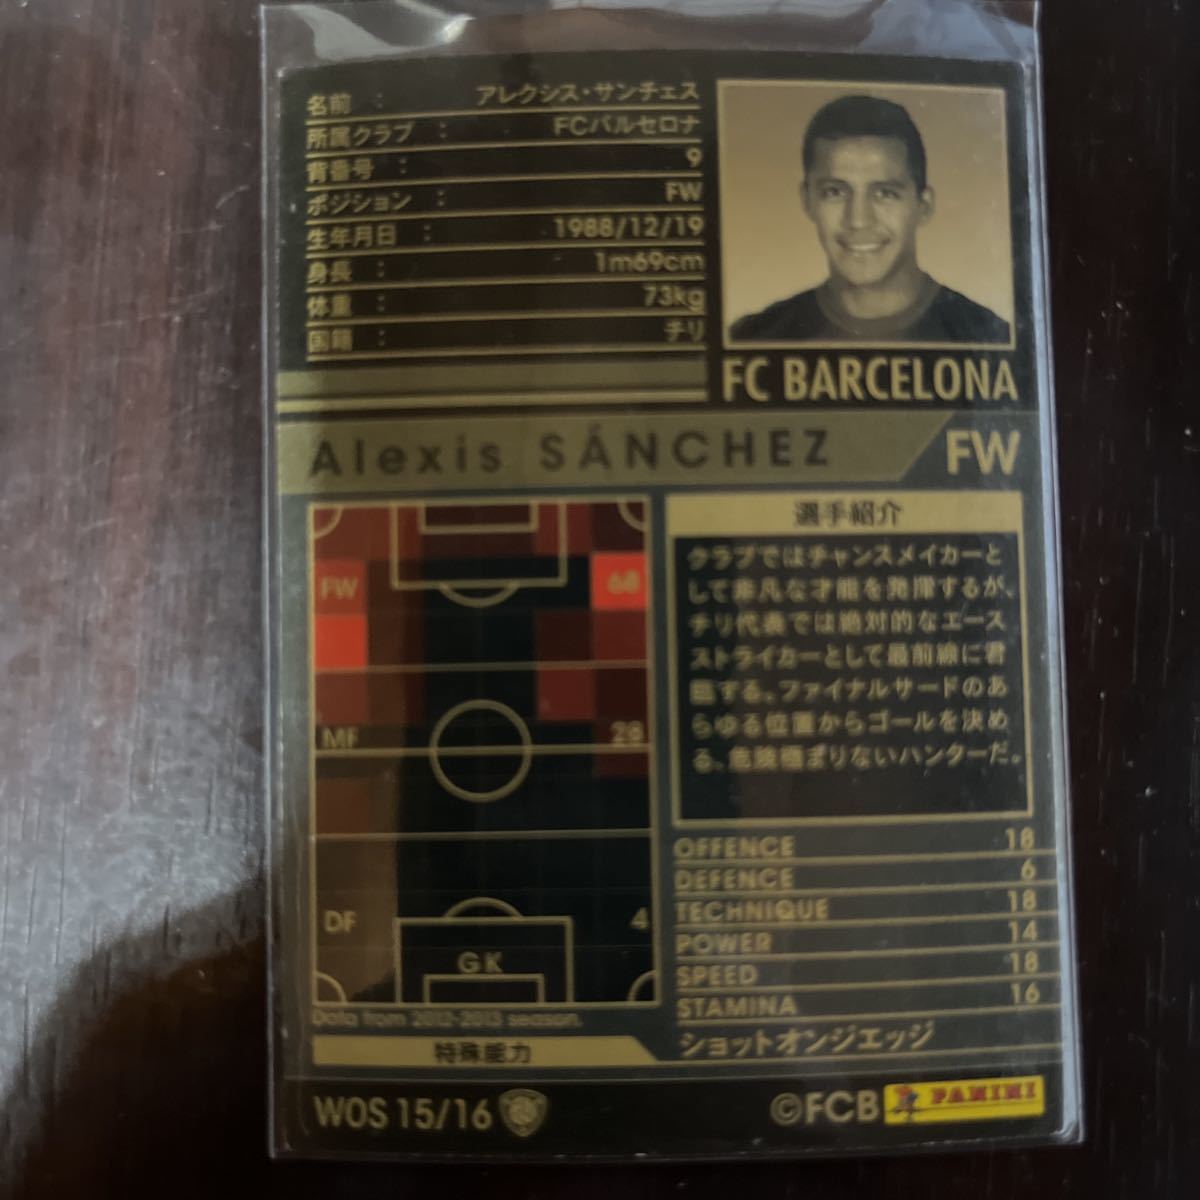 名前 : アレクシス・サンチェス
所属クラブ : FCバルセロナ
背番号 : 9
ポジション : FW
生年月日 : 1988/12/19
身長 : 1m69cm
体重 : 73kg
国籍 : チリ
FC BARCELONA
Alexis SÁNCHEZ FW
FW 68
MF 28
DF 4
GK
Data from 2012-2013 season.
選手紹介
クラブではチャンスメイカーと
して非凡な才能を発揮するが、
チリ代表では絶対的なエース
ストライカーとして最前線に君
臨する。ファイナルサードのあ
らゆる位置からゴールを決め
る、危険極まりないハンターだ。
OFFENCE 18
DEFENCE 6
TECHNIQUE 18
POWER 14
SPEED 18
STAMINA 16
特殊能力 ショットオンジエッジ
WOS 15/16
©FCB PANINI